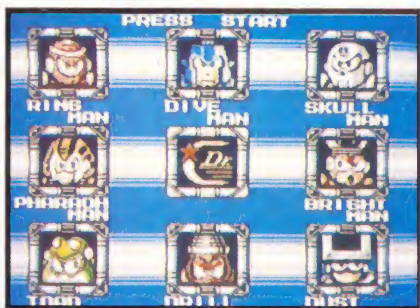 PRESS START
RING MAN
DIVE MAN
SKULL MAN
PHARAOH MAN
Dr.
BRIGHT MAN
TOAD
DRILL
DUST